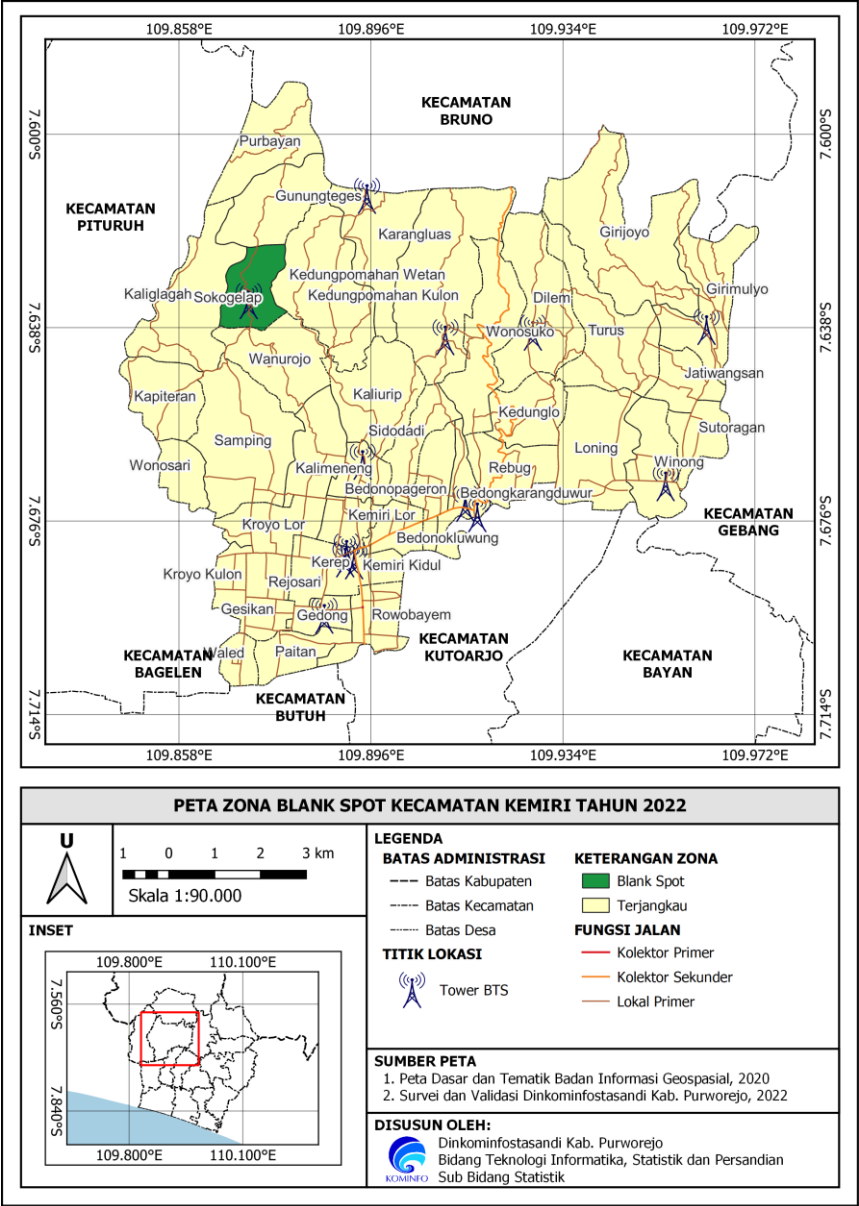 109.858°E 109.896°E 109.934°E 109.972°E
7.600°S
7.638°S
7.676°S
7.714°S
7.600°S
7.638°S
7.676°S
7.714°S
KECAMATAN
BRUNO
KECAMATAN
PITURUH
Purbayan
Gunungteges
Karangluas
Girijoyo
Kedungpomahan Wetan
Kaliglagah
Sokogelap
Kedungpomahan Kulon
Dilem
Girimulyo
Wonosuko
Turus
Wanurojo
Jatiwangsan
Kapiteran
Kaliurip
Kedunglo
Sidodadi
Samping
Loning
Sutoragan
Wonosari
Kalimeneng
Rebug
Winong
Bedonopageron
Bedongkarangduwur
Kemiri Lor
Kroyo Lor
Bedonokluwung
KECAMATAN
GEBANG
Kerep
Kemiri Kidul
Kroyo Kulon
Rejosari
Gesikan
Gedong
Rowobayem
Waled
Paitan
KECAMATAN
BAGELEN
KECAMATAN
KUTOARJO
KECAMATAN
BAYAN
KECAMATAN
BUTUH
109.858°E 109.896°E 109.934°E 109.972°E
PETA ZONA BLANK SPOT KECAMATAN KEMIRI TAHUN 2022
U
1 0 1 2 3 km
Skala 1:90.000
INSET
109.800°E 110.100°E
7.560°S
7.840°S
109.800°E 110.100°E
LEGENDA
BATAS ADMINISTRASI
Batas Kabupaten
Batas Kecamatan
Batas Desa
TITIK LOKASI
Tower BTS
KETERANGAN ZONA
Blank Spot
Terjangkau
FUNGSI JALAN
Kolektor Primer
Kolektor Sekunder
Lokal Primer
SUMBER PETA
1. Peta Dasar dan Tematik Badan Informasi Geospasial, 2020
2. Survei dan Validasi Dinkominfostasandi Kab. Purworejo, 2022
DISUSUN OLEH:
KOMINFO
Dinkominfostasandi Kab. Purworejo
Bidang Teknologi Informatika, Statistik dan Persandian
Sub Bidang Statistik